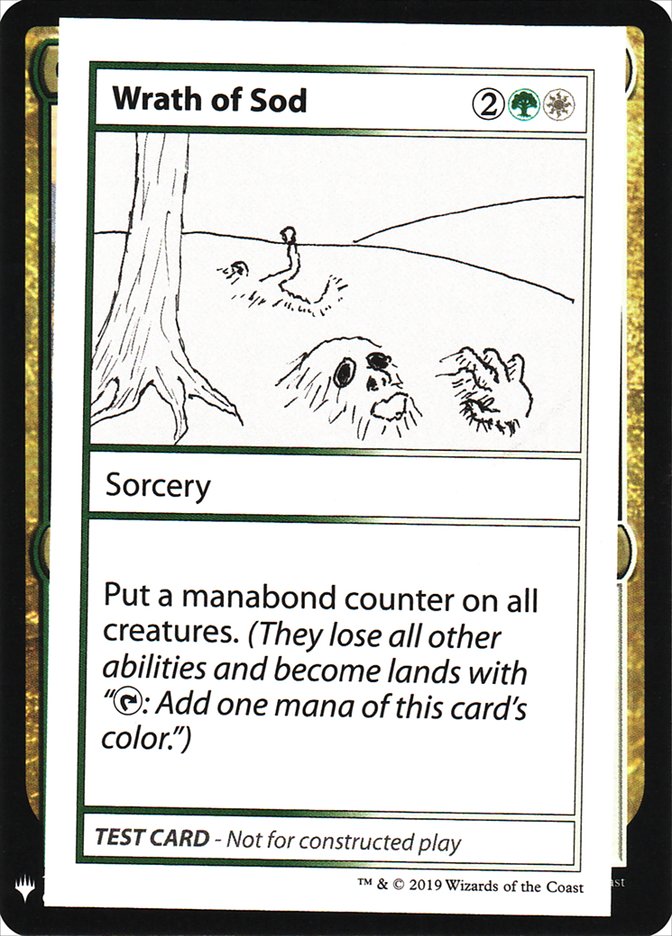 Wrath of Sod
2
Sorcery
Put a manabond counter on all
creatures. (They lose all other
abilities and become lands with
“: Add one mana of this card’s
color.”)
TEST CARD - Not for constructed play
™ & © 2019 Wizards of the Coast